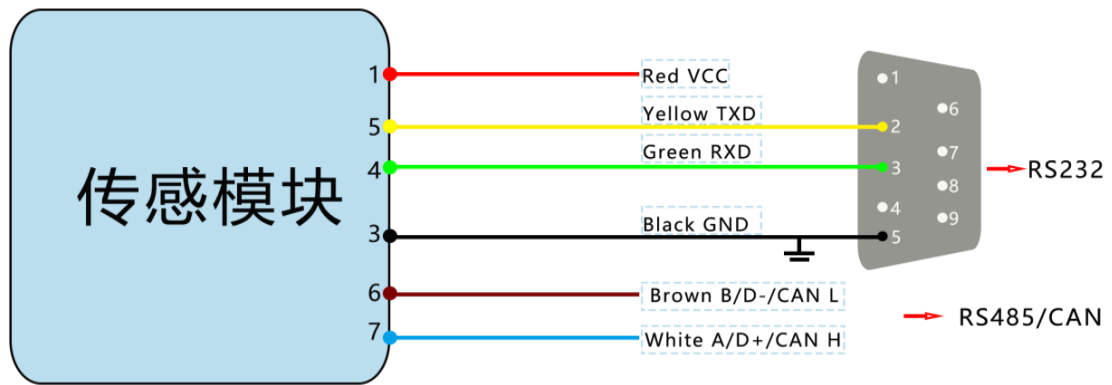 传感模块
1
5
4
3
6
7
Red VCC
Yellow TXD
Green RXD
Black GND
Brown B/D-/CAN L
White A/D+/CAN H
1
2
3
4
5
6
7
8
9
RS232
RS485/CAN